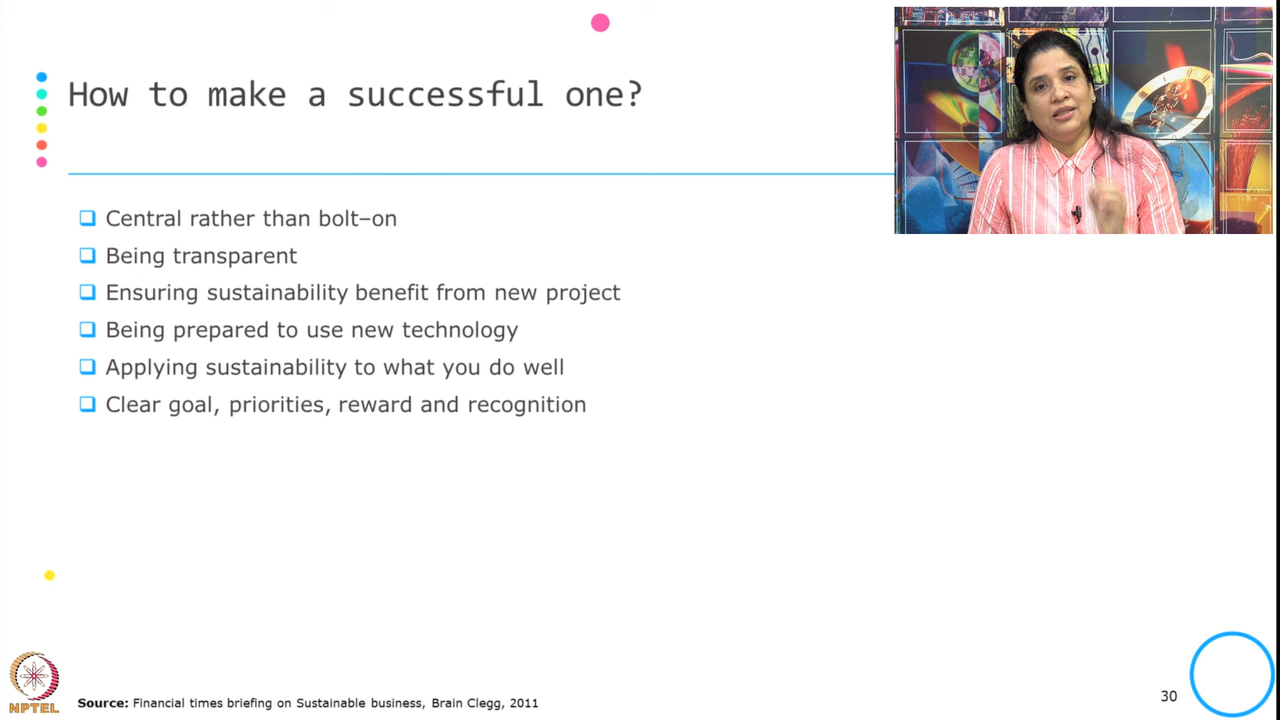 How to make a successful one?
Central rather than bolt–on
Being transparent
Ensuring sustainability benefit from new project
Being prepared to use new technology
Applying sustainability to what you do well
Clear goal, priorities, reward and recognition
NPTEL
Source: Financial times briefing on Sustainable business, Brain Clegg, 2011
30